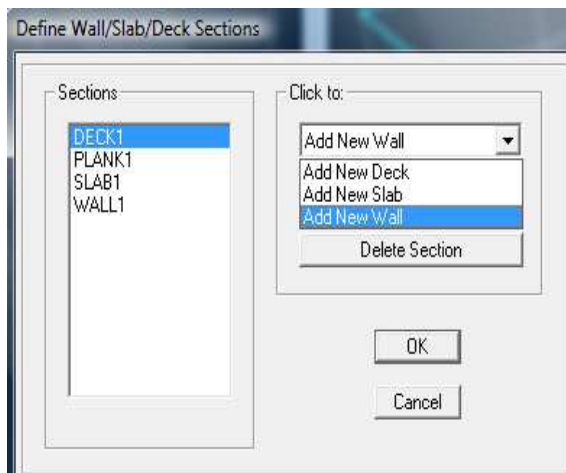 Define Wall/Slab/Deck Sections
Sections
DECK1
PLANK1
SLAB1
WALL1
Click to:
Add New Wall
Add New Deck
Add New Slab
Add New Wall
Delete Section
OK
Cancel